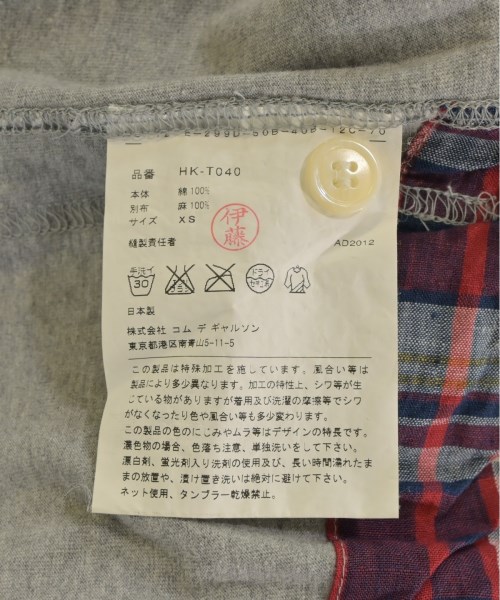 品番 HK-T040
本体 綿100%
別布 麻100%
サイズ XS
伊藤
縫製責任者
AD2012
手洗イ 30
ドライ
日本製
株式会社 コム デ ギャルソン
東京都港区南青山5-11-5
この製品は特殊加工を施しています。風合い等は
製品により多少異なります。加工の特性上、シワ等が生
じている物がありますが着用及び洗濯の摩擦等でシワ
がなくなったり色や風合い等も多少変わります。
この製品の色のにじみやムラ等はデザインの特長です。
濃色物の場合、色落ち注意、単独洗いをして下さい。
漂白剤、蛍光剤入り洗剤の使用及び、長い時間濡れたま
まの放置や、漬け置き洗いは絶対に避けて下さい。
ネット使用、タンブラー乾燥禁止。